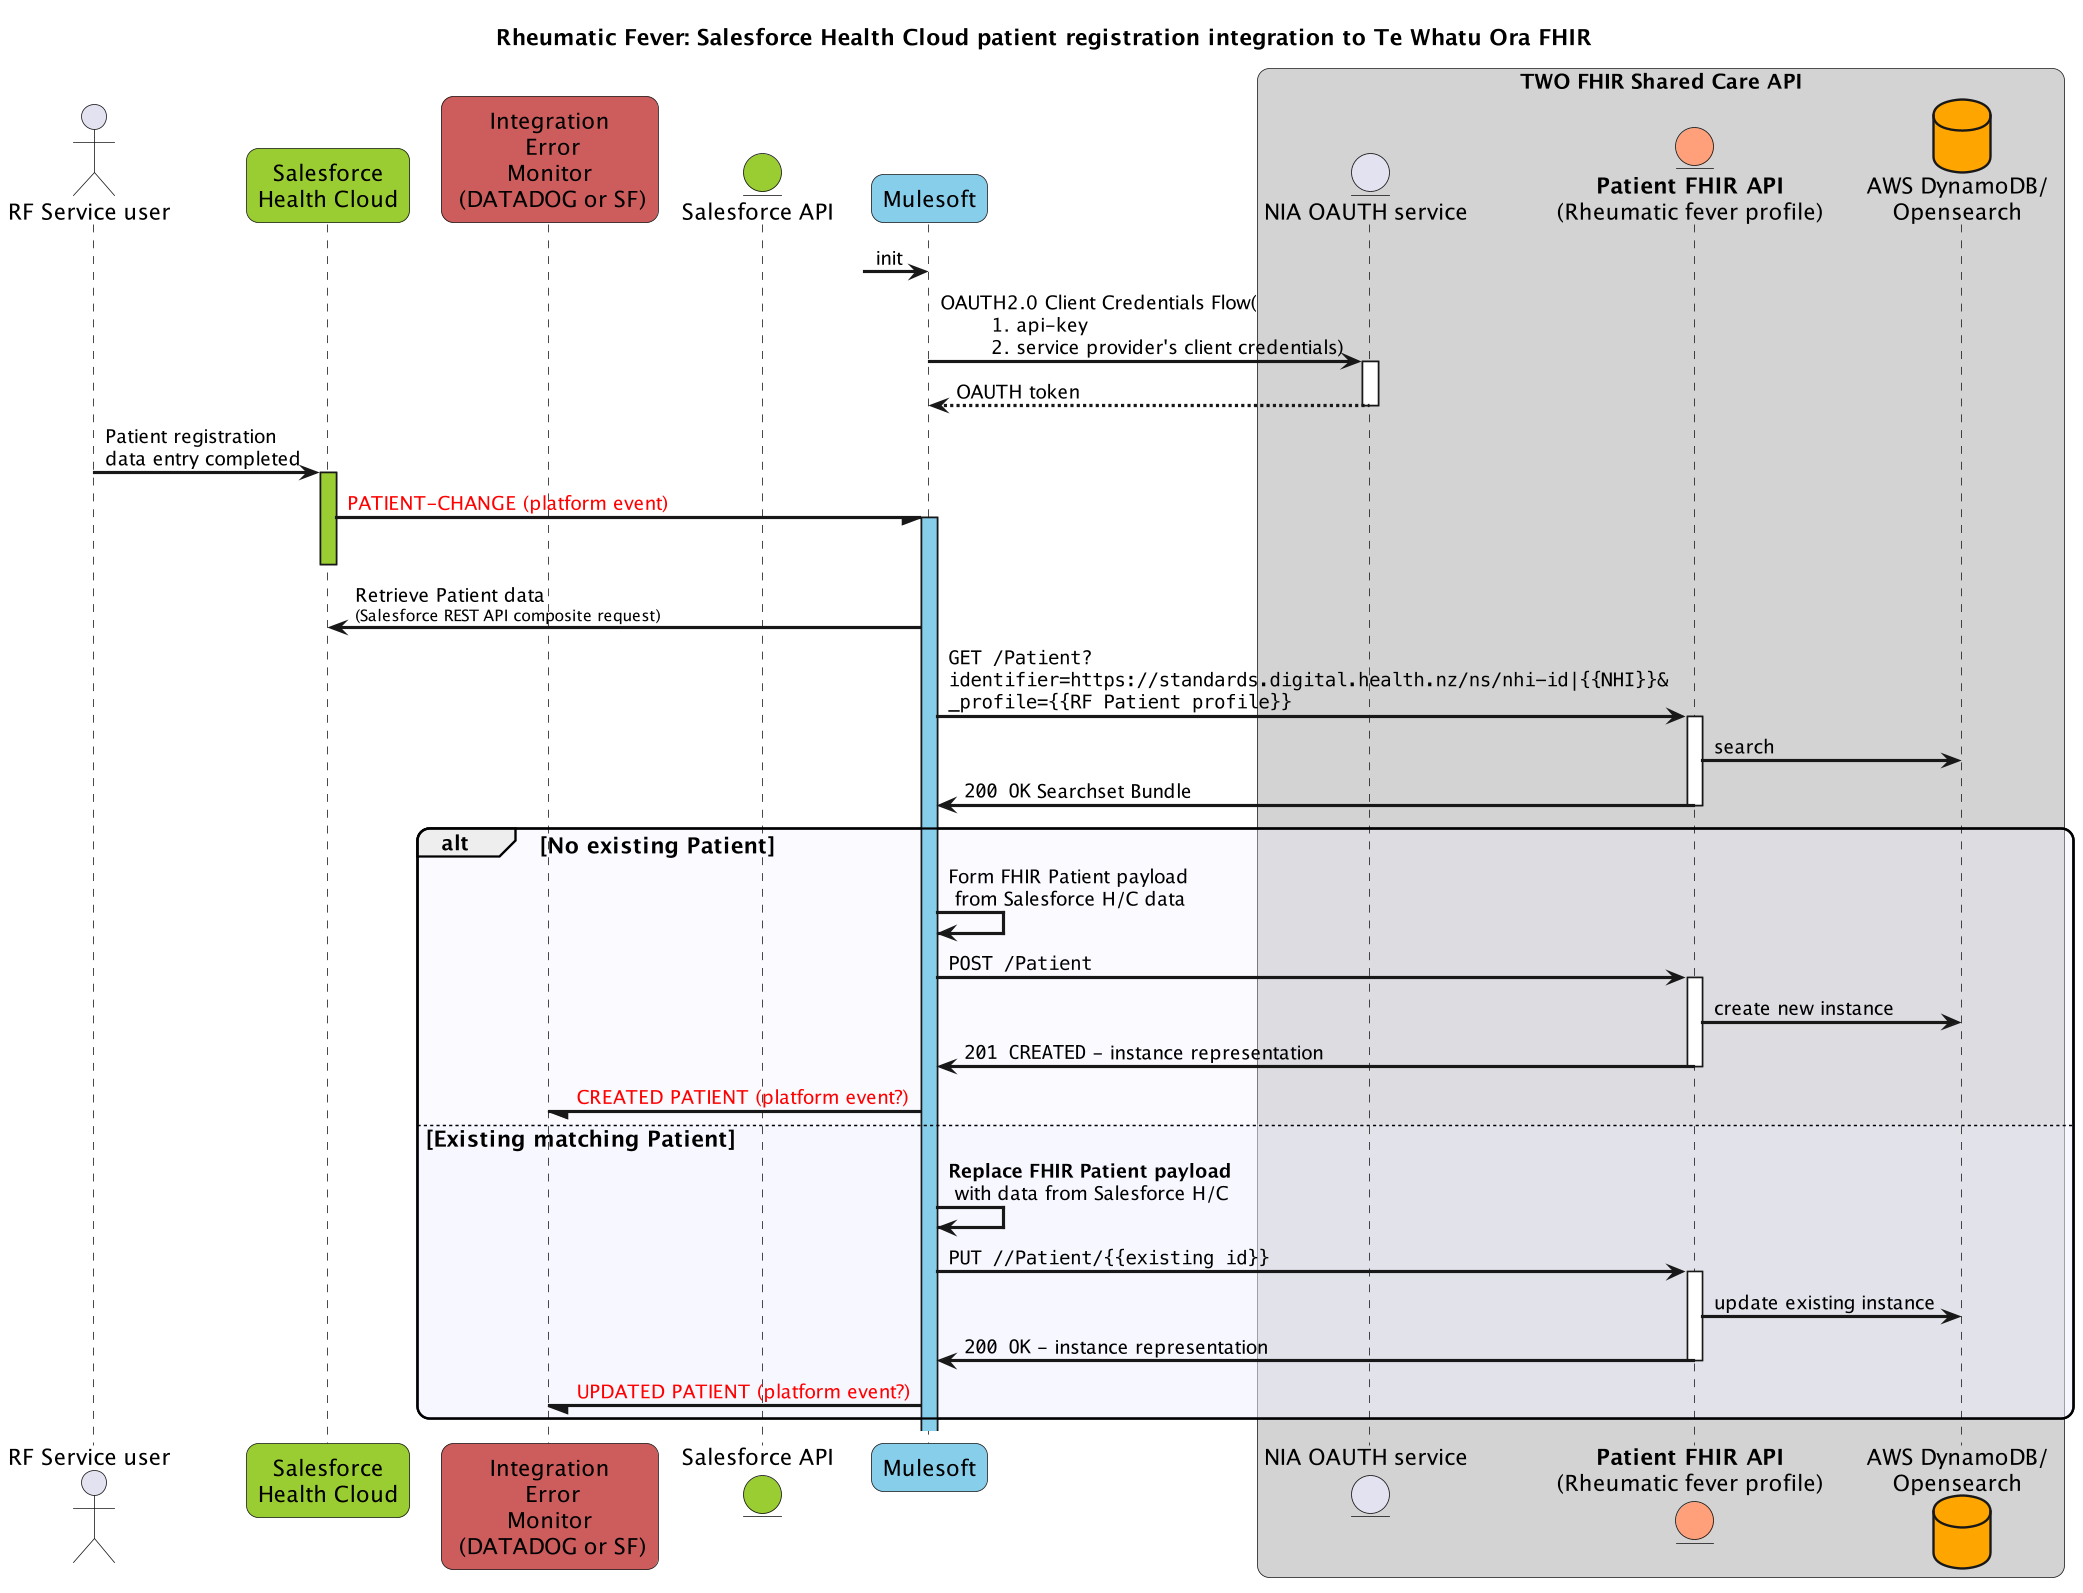 Rheumatic Fever: Salesforce Health Cloud patient registration integration to Te Whatu Ora FHIR
TWO FHIR Shared Care API
RF Service user
Salesforce
Health Cloud
Integration
Error
Monitor
(DATADOG or SF)
Salesforce API
Mulesoft
NIA OAUTH service
Patient FHIR API
(Rheumatic fever profile)
AWS DynamoDB/
Opensearch
init
OAUTH2.0 Client Credentials Flow(
1. api-key
2. service provider's client credentials)
OAUTH token
Patient registration
data entry completed
PATIENT-CHANGE (platform event)
Retrieve Patient data
(Salesforce REST API composite request)
GET /Patient?
identifier=https://standards.digital.health.nz/ns/nhi-id|{{NHI}}&
_profile={{RF Patient profile}}
search
200 OK Searchset Bundle
alt
[No existing Patient]
Form FHIR Patient payload
from Salesforce H/C data
POST /Patient
create new instance
201 CREATED - instance representation
CREATED PATIENT (platform event?)
[Existing matching Patient]
Replace FHIR Patient payload
with data from Salesforce H/C
PUT //Patient/{{existing id}}
update existing instance
200 OK - instance representation
UPDATED PATIENT (platform event?)
RF Service user
Salesforce
Health Cloud
Integration
Error
Monitor
(DATADOG or SF)
Salesforce API
Mulesoft
NIA OAUTH service
Patient FHIR API
(Rheumatic fever profile)
AWS DynamoDB/
Opensearch